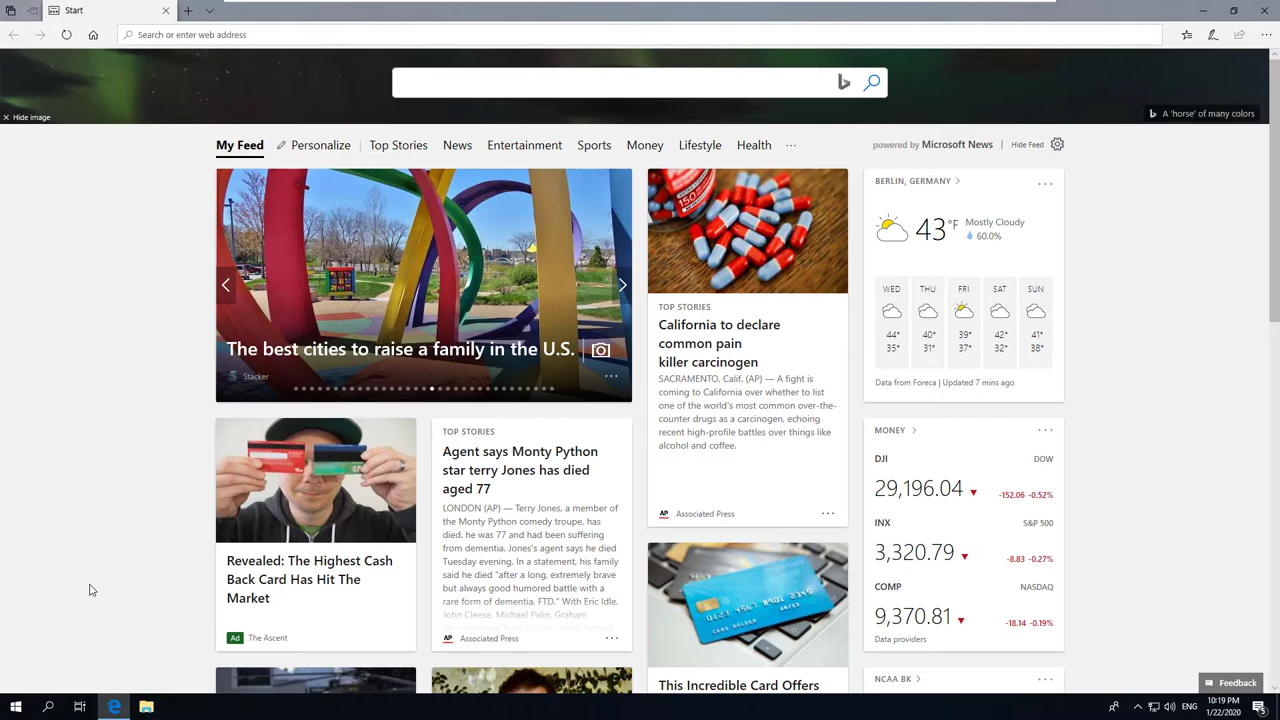 Start
Search or enter web address
Hide image
A 'horse' of many colors
My Feed
Personalize
Top Stories
News
Entertainment
Sports
Money
Lifestyle
Health
powered by Microsoft News
Hide Feed
The best cities to raise a family in the U.S.
Stacker
TOP STORIES
California to declare
common pain
killer carcinogen
SACRAMENTO, Calif. (AP) — A fight is
coming to California over whether to list
one of the world's most common over-the-
counter drugs as a carcinogen, echoing
recent high-profile battles over things like
alcohol and coffee.
AP Associated Press
BERLIN, GERMANY
43°F
Mostly Cloudy
60.0%
WED THU FRI SAT SUN
44° 40° 39° 42° 41°
35° 31° 37° 32° 38°
Data from Foreca | Updated 7 mins ago
Revealed: The Highest Cash
Back Card Has Hit The
Market
Ad The Ascent
TOP STORIES
Agent says Monty Python
star terry Jones has died
aged 77
LONDON (AP) — Terry Jones, a member of
the Monty Python comedy troupe, has
died. he was 77 and had been suffering
from dementia. Jones's agent says he died
Tuesday evening. In a statement, his family
said he died "after a long, extremely brave
but always good humored battle with a
rare form of dementia, FTD." With Eric Idle,
John Cleese, Michael Palin, Graham
AP Associated Press
This Incredible Card Offers
MONEY
DJI DOW
29,196.04 -152.06 -0.52%
INX S&P 500
3,320.79 -8.83 -0.27%
COMP NASDAQ
9,370.81 -18.14 -0.19%
Data providers
NCAA BK
Feedback
ENG
10:19 PM
1/22/2020
5